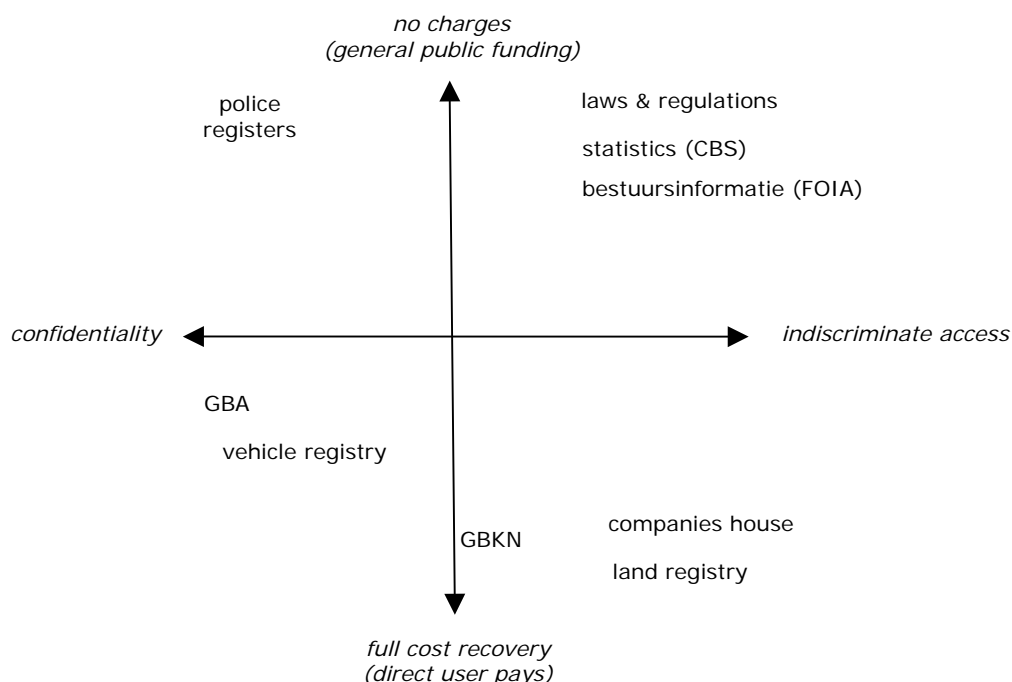 no charges
(general public funding)
police
registers
laws & regulations
statistics (CBS)
bestuursinformatie (FOIA)
confidentiality
indiscriminate access
GBA
vehicle registry
GBKN
companies house
land registry
full cost recovery
(direct user pays)